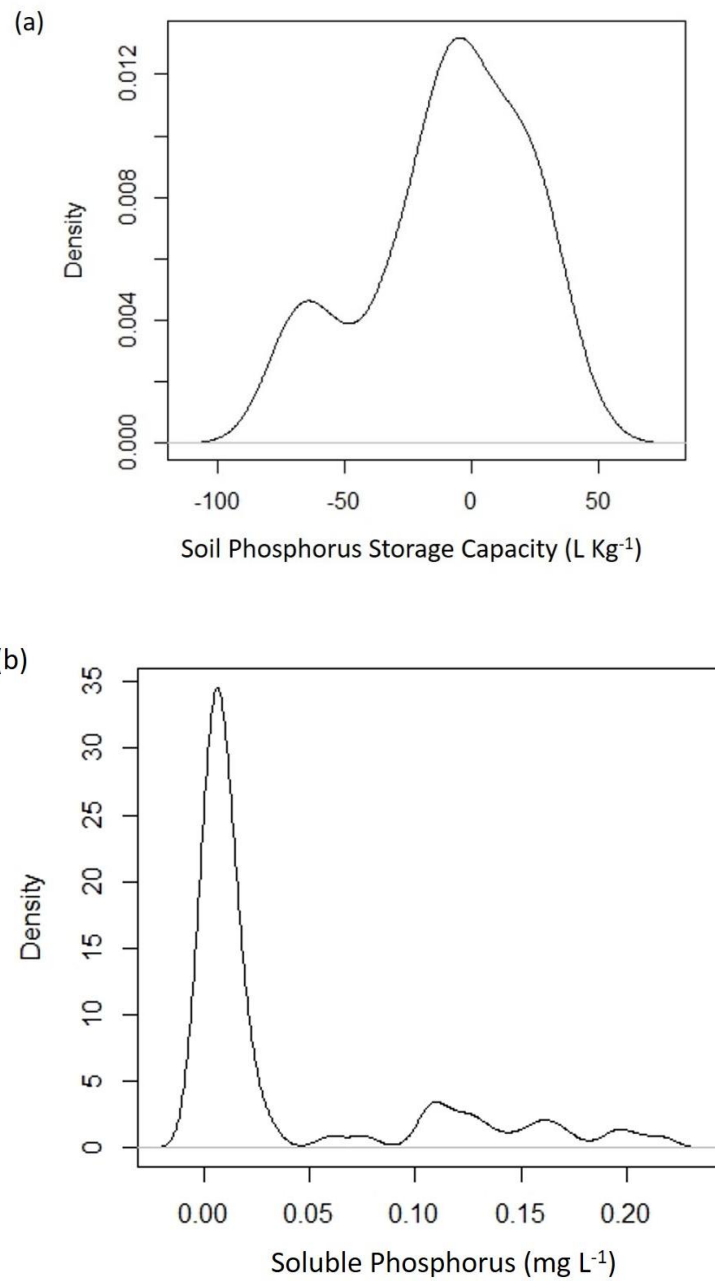 (a)
Density
0.012
0.008
0.004
0.000
-100 -50 0 50
Soil Phosphorus Storage Capacity (L Kg-1)
(b)
Density
35
30
25
20
15
10
5
0
0.00 0.05 0.10 0.15 0.20
Soluble Phosphorus (mg L-1)